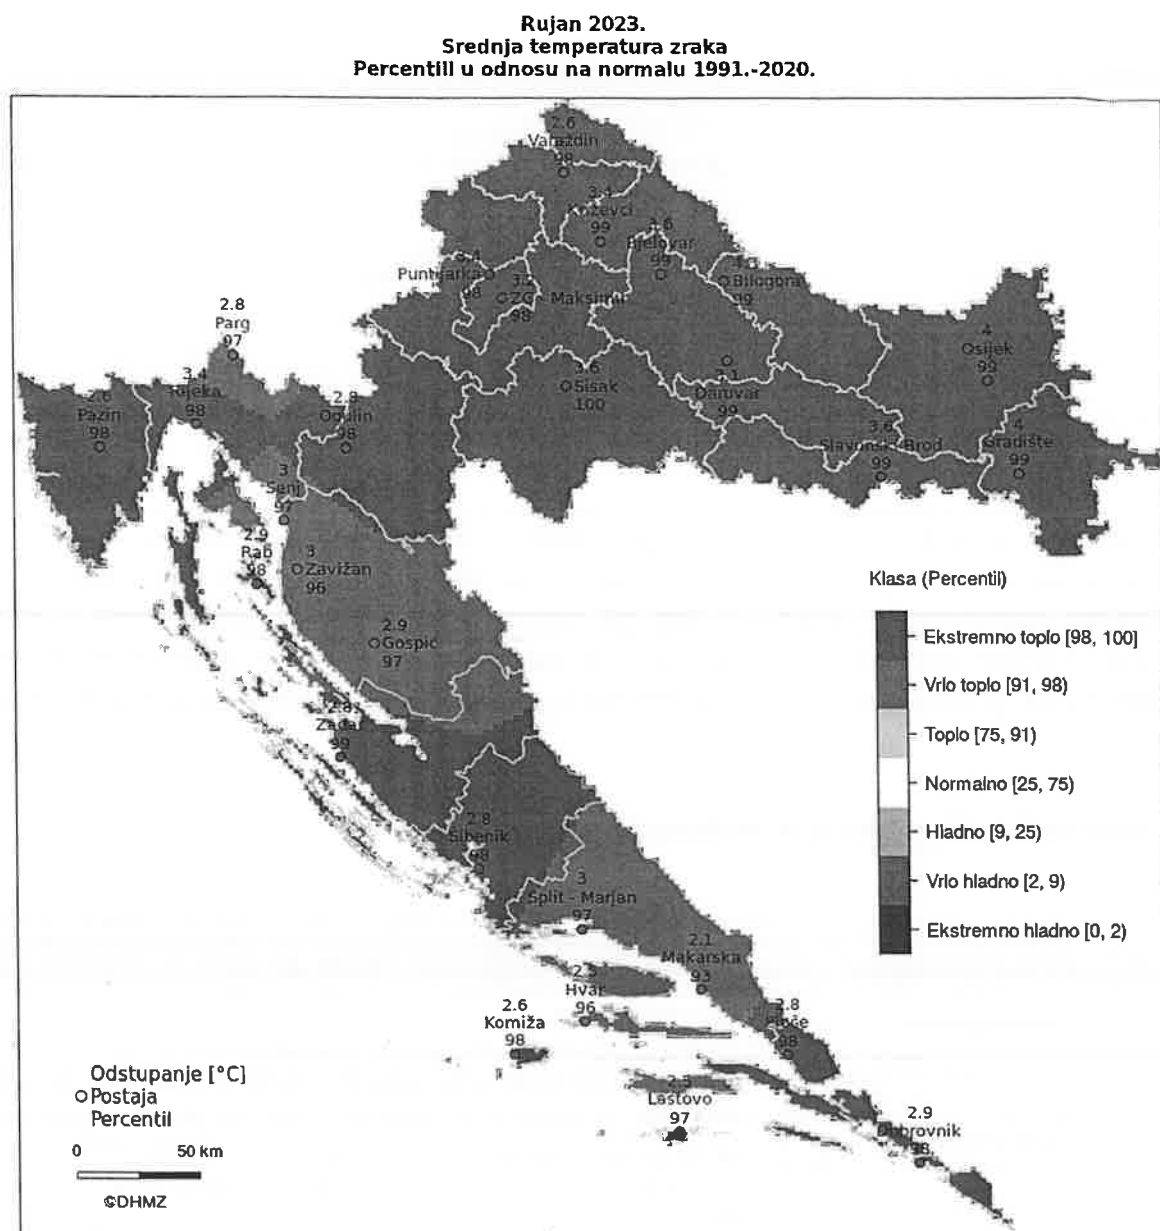 Rujan 2023.
Srednja temperatura zraka
Percentili u odnosu na normalu 1991.-2020.
2.6
Varaždin
98
3.4
Križevci
99
3.6
Bjelovar
99
3.4
Puntijarka
98
3.2
ZG - Maksimir
98
Bilogora
99
2.8
Parg
97
4
Osijek
99
3.4
Rijeka
98
2.6
Pazin
98
2.8
Ogulin
98
3.6
Sisak
100
Daruvar
99
3.6
Slavonski Brod
99
4
Gradište
99
3
Senj
97
2.9
Rab
98
3
Zavižan
96
2.9
Gospić
97
2.8
Zadar
99
2.8
Šibenik
98
3
Split - Marjan
97
2.1
Makarska
93
Hvar
96
2.6
Komiža
98
2.8
Ploče
98
Lastovo
97
2.9
Dubrovnik
98
Klasa (Percentil)
Ekstremno toplo [98, 100]
Vrlo toplo [91, 98)
Toplo [75, 91)
Normalno [25, 75)
Hladno [9, 25)
Vrlo hladno [2, 9)
Ekstremno hladno [0, 2)
Odstupanje [°C]
Postaja
Percentil
0 50 km
©DHMZ